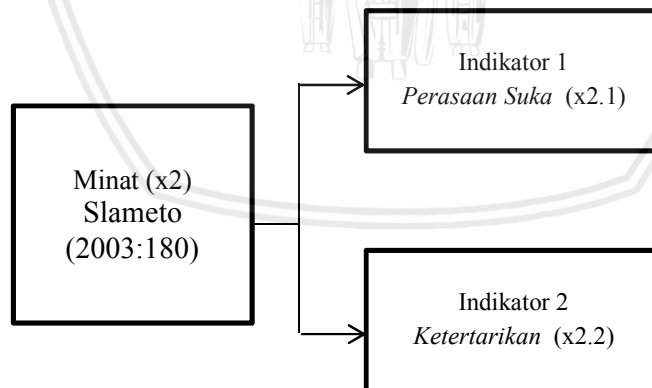 Indikator 1
Perasaan Suka (x2.1)
Minat (x2)
Slameto
(2003:180)
Indikator 2
Ketertarikan (x2.2)